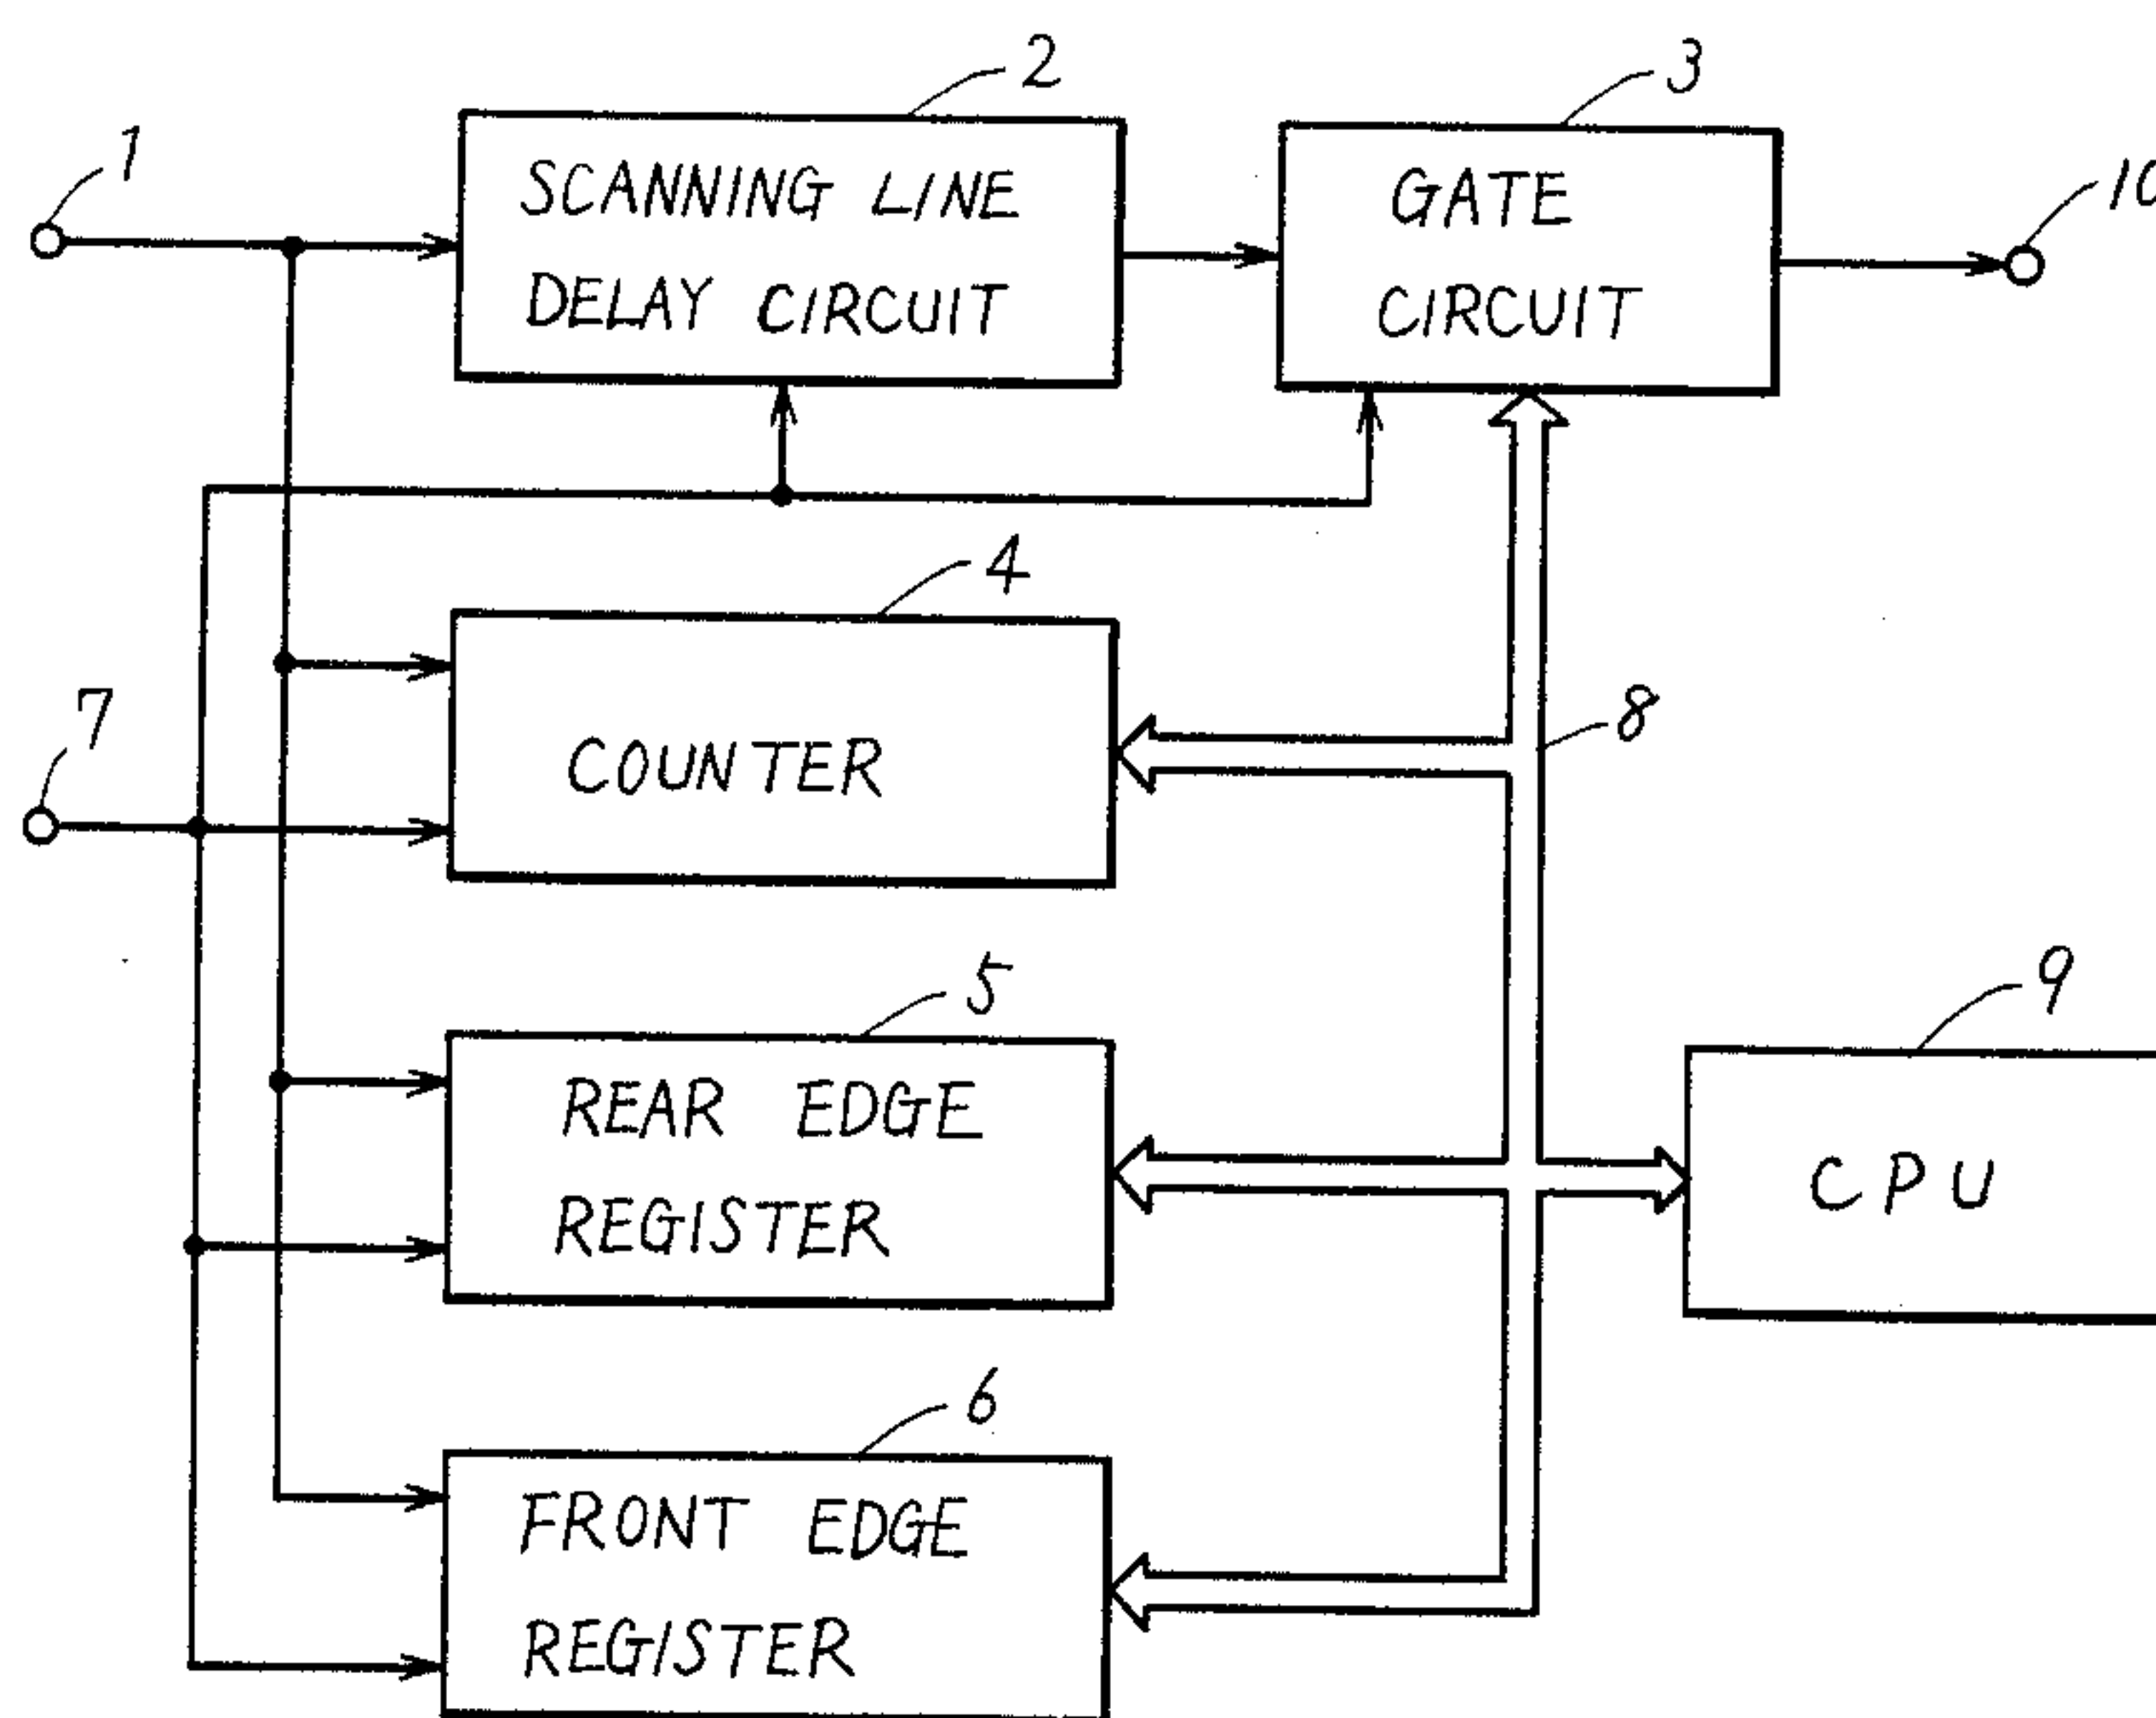 1
2
SCANNING LINE
DELAY CIRCUIT
3
GATE
CIRCUIT
10
4
COUNTER
7
8
5
REAR EDGE
REGISTER
9
CPU
6
FRONT EDGE
REGISTER